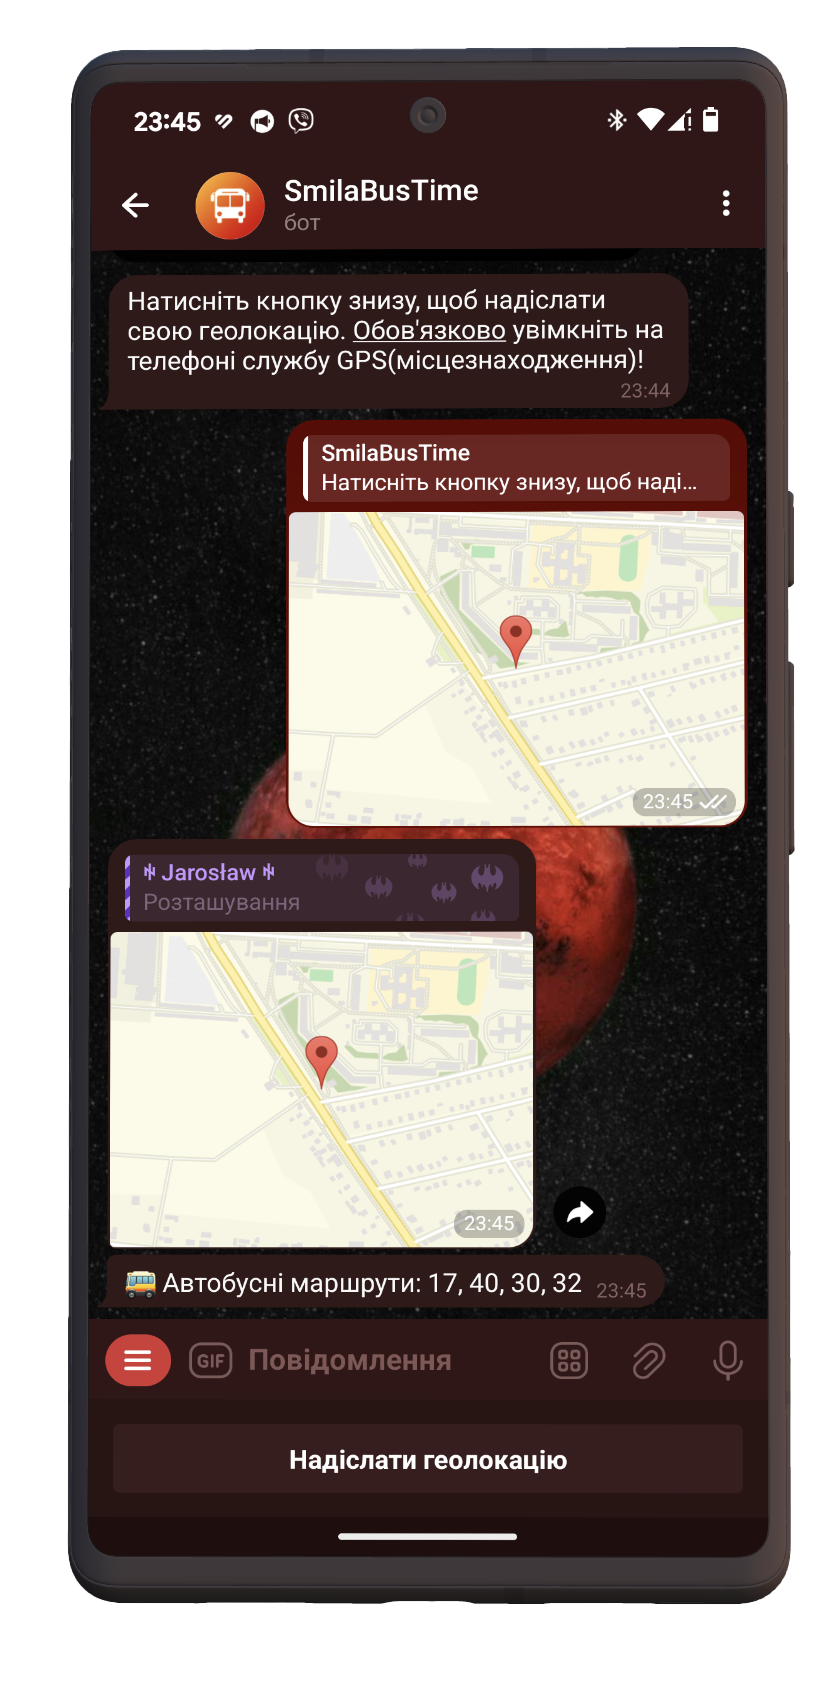 23:45
SmilaBusTime
бот
Натисніть кнопку знизу, щоб надіслати
свою геолокацію. Обов'язково увімкніть на
телефоні службу GPS(місцезнаходження)!
23:44
SmilaBusTime
Натисніть кнопку знизу, щоб наді...
23:45
Jarosław
Розташування
23:45
Автобусні маршрути: 17, 40, 30, 32 23:45
GIF Повідомлення
Надіслати геолокацію